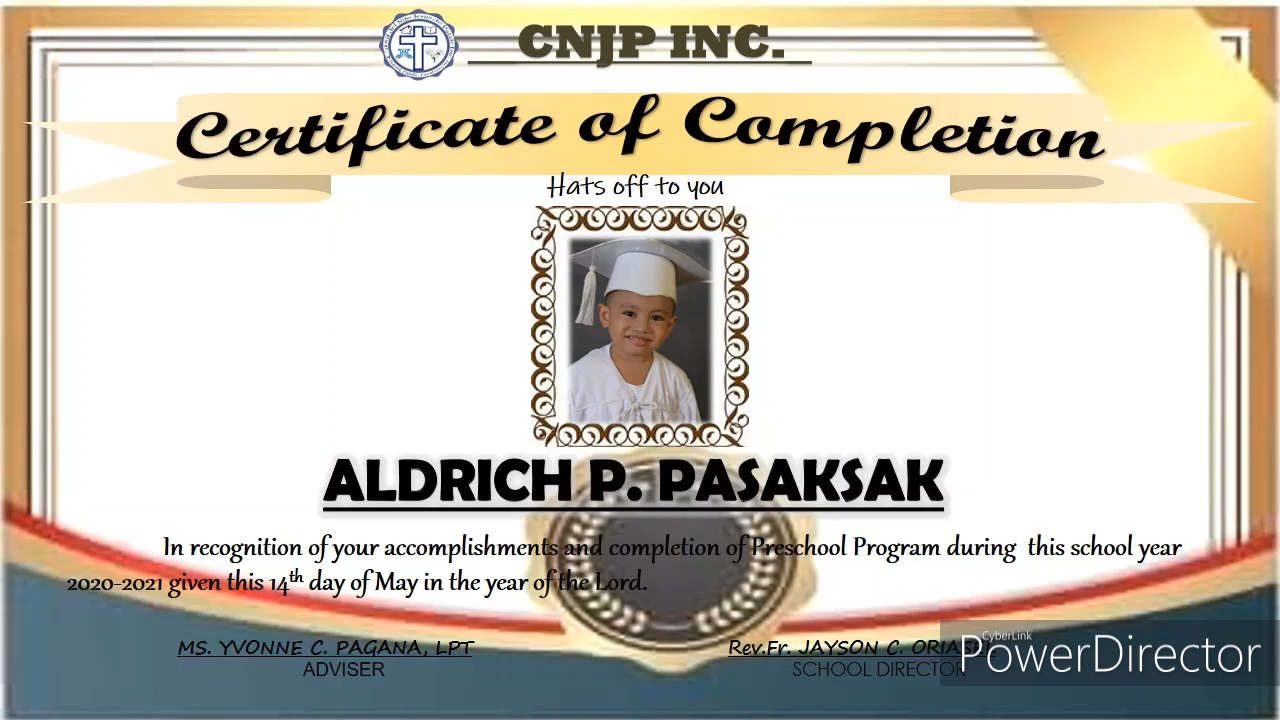 CNJP INC.
Certificate of Completion
Hats off to you
ALDRICH P. PASAKSAK
In recognition of your accomplishments and completion of Preschool Program during this school year
2020-2021 given this 14th day of May in the year of the Lord.
MS. YVONNE C. PAGANA, LPT
Rev.Fr. JAYSON C.
ADVISER
SCHOOL DIRECTOR
CyberLink
PowerDirector